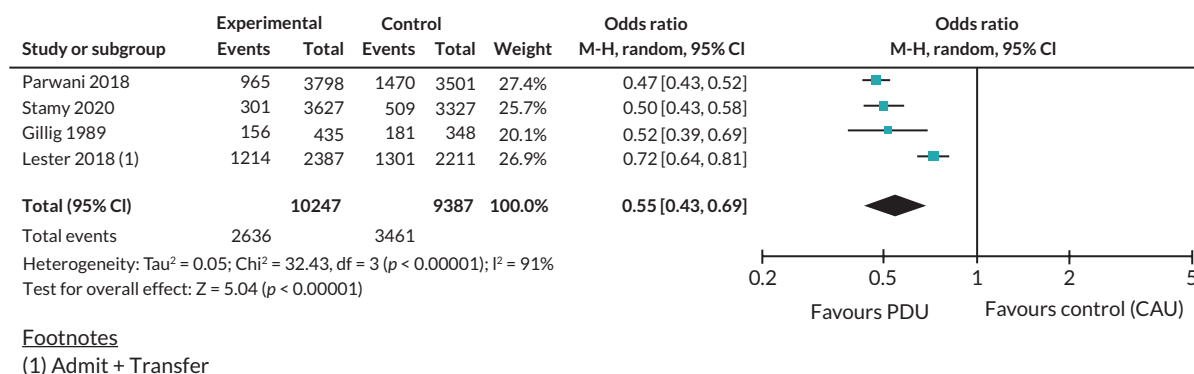 Experimental Control Odds ratio Odds ratio
Study or subgroup Events Total Events Total Weight M-H, random, 95% CI M-H, random, 95% CI
Parwani 2018 965 3798 1470 3501 27.4% 0.47 [0.43, 0.52]
Stamy 2020 301 3627 509 3327 25.7% 0.50 [0.43, 0.58]
Gillig 1989 156 435 181 348 20.1% 0.52 [0.39, 0.69]
Lester 2018 (1) 1214 2387 1301 2211 26.9% 0.72 [0.64, 0.81]
Total (95% CI) 10247 9387 100.0% 0.55 [0.43, 0.69]
Total events 2636 3461
Heterogeneity: Tau² = 0.05; Chi² = 32.43, df = 3 (p < 0.00001); I² = 91%
Test for overall effect: Z = 5.04 (p < 0.00001)
0.2 0.5 1 2 5
Favours PDU Favours control (CAU)
Footnotes
(1) Admit + Transfer